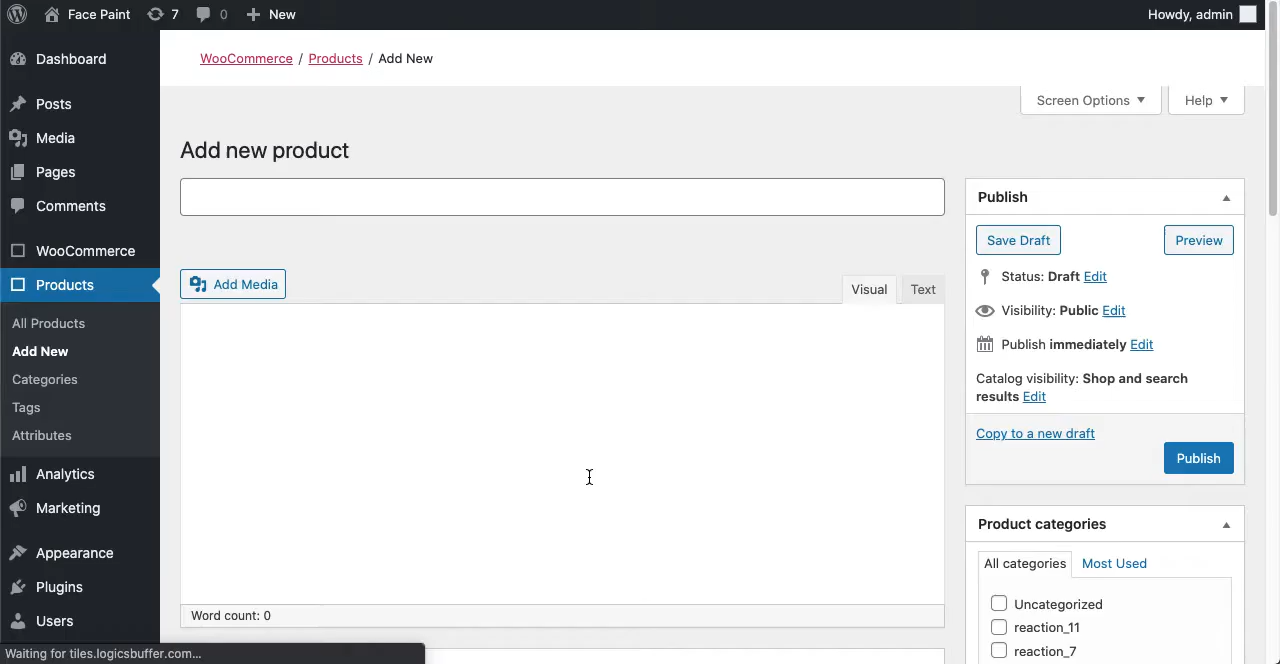 Face Paint 7 0 New Howdy, admin
Dashboard
Posts
Media
Pages
Comments
WooCommerce
Products
All Products
Add New
Categories
Tags
Attributes
Analytics
Marketing
Appearance
Plugins
Users
WooCommerce / Products / Add New
Screen Options Help
Add new product
Add Media
Visual Text
Word count: 0
Publish
Save Draft Preview
Status: Draft Edit
Visibility: Public Edit
Publish immediately Edit
Catalog visibility: Shop and search
results Edit
Copy to a new draft
Publish
Product categories
All categories Most Used
Uncategorized
reaction_11
reaction_7
Waiting for tiles.logicsbuffer.com...